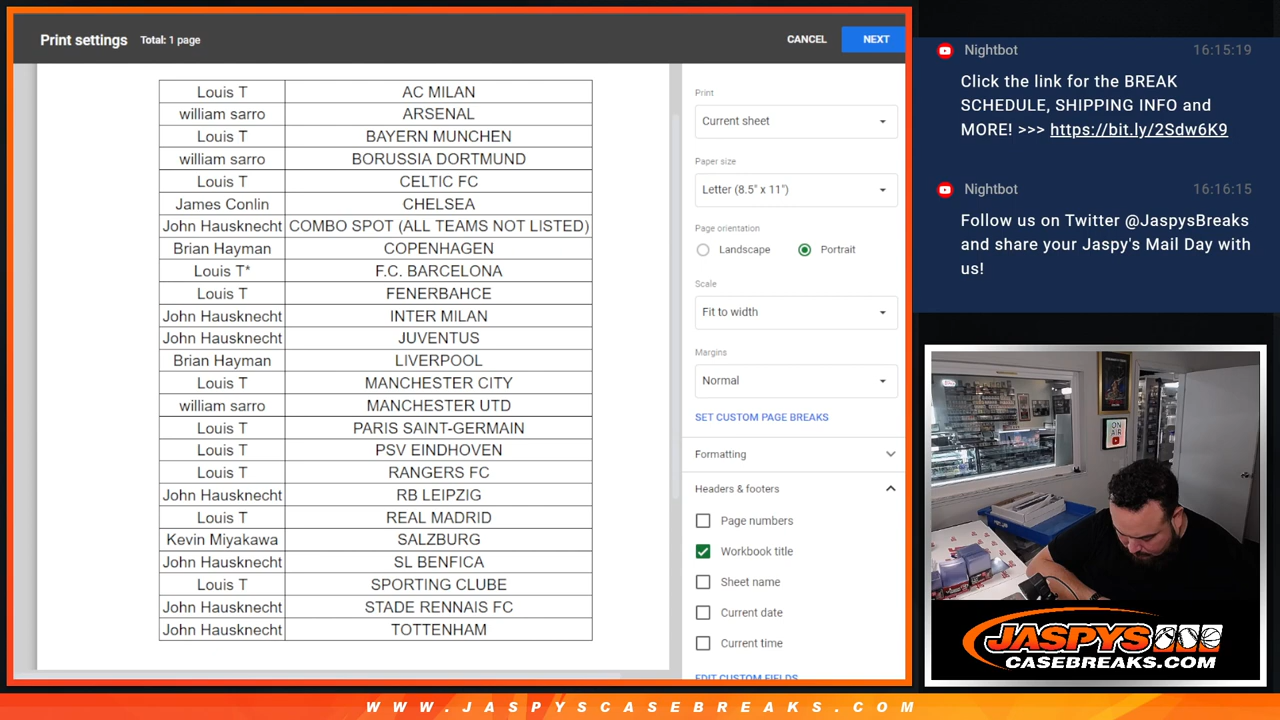 Print settings
Total: 1 page
CANCEL
NEXT
Louis T AC MILAN
william sarro ARSENAL
Louis T BAYERN MUNCHEN
william sarro BORUSSIA DORTMUND
Louis T CELTIC FC
James Conlin CHELSEA
John Hausknecht COMBO SPOT (ALL TEAMS NOT LISTED)
Brian Hayman COPENHAGEN
Louis T* F.C. BARCELONA
Louis T FENERBAHCE
John Hausknecht INTER MILAN
John Hausknecht JUVENTUS
Brian Hayman LIVERPOOL
Louis T MANCHESTER CITY
william sarro MANCHESTER UTD
Louis T PARIS SAINT-GERMAIN
Louis T PSV EINDHOVEN
Louis T RANGERS FC
John Hausknecht RB LEIPZIG
Louis T REAL MADRID
Kevin Miyakawa SALZBURG
John Hausknecht SL BENFICA
Louis T SPORTING CLUBE
John Hausknecht STADE RENNAIS FC
John Hausknecht TOTTENHAM
Print
Current sheet
Paper size
Letter (8.5" x 11")
Page orientation
Landscape
Portrait
Scale
Fit to width
Margins
Normal
SET CUSTOM PAGE BREAKS
Formatting
Headers & footers
Page numbers
Workbook title
Sheet name
Current date
Current time
EDIT CUSTOM FIELDS
Nightbot 16:15:19
Click the link for the BREAK
SCHEDULE, SHIPPING INFO and
MORE! >>> https://bit.ly/2Sdw6K9
Nightbot 16:16:15
Follow us on Twitter @JaspysBreaks
and share your Jaspy's Mail Day with
us!
ON AIR
JASPYS
CASEBREAKS.COM
WWW.JASPYSCASEBREAKS.COM